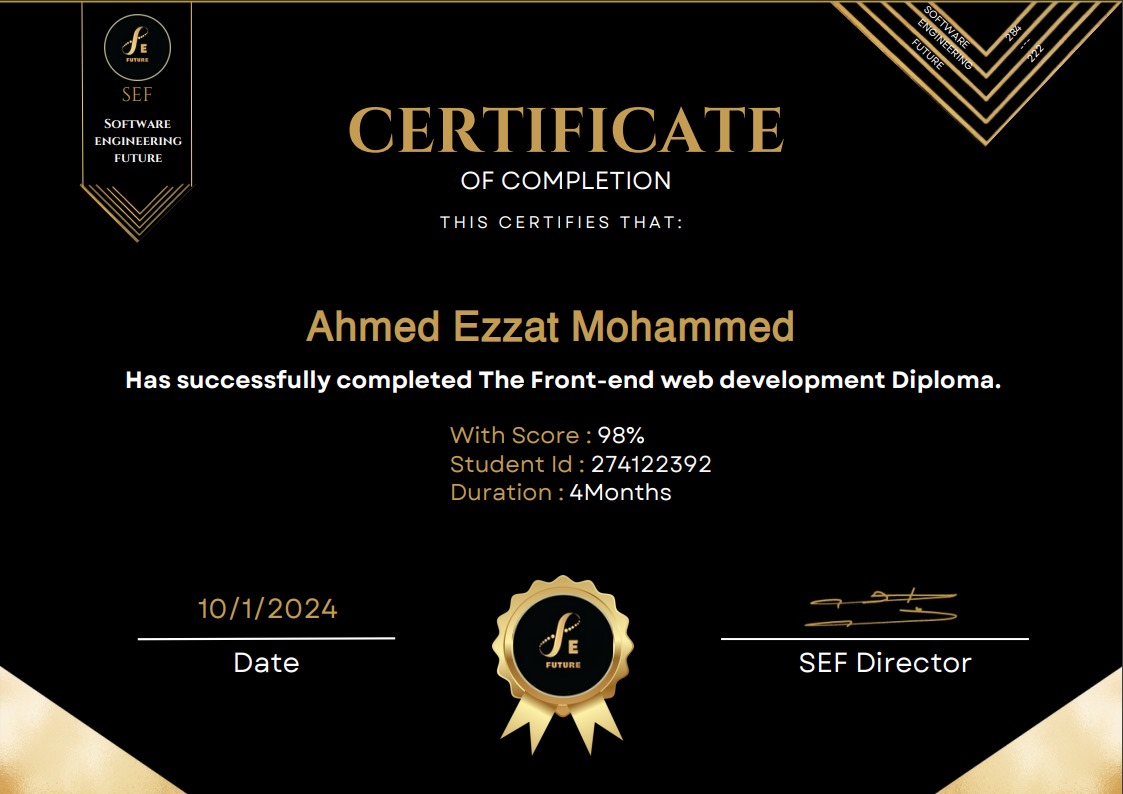 FE
FUTURE
SEF
SOFTWARE
ENGINEERING
FUTURE
SOFTWARE
ENGINEERING
FUTURE
284
---
222
CERTIFICATE
OF COMPLETION
THIS CERTIFIES THAT:
Ahmed Ezzat Mohammed
Has successfully completed The Front-end web development Diploma.
With Score : 98%
Student Id : 274122392
Duration : 4Months
10/1/2024
Date
FE
FUTURE
SEF Director